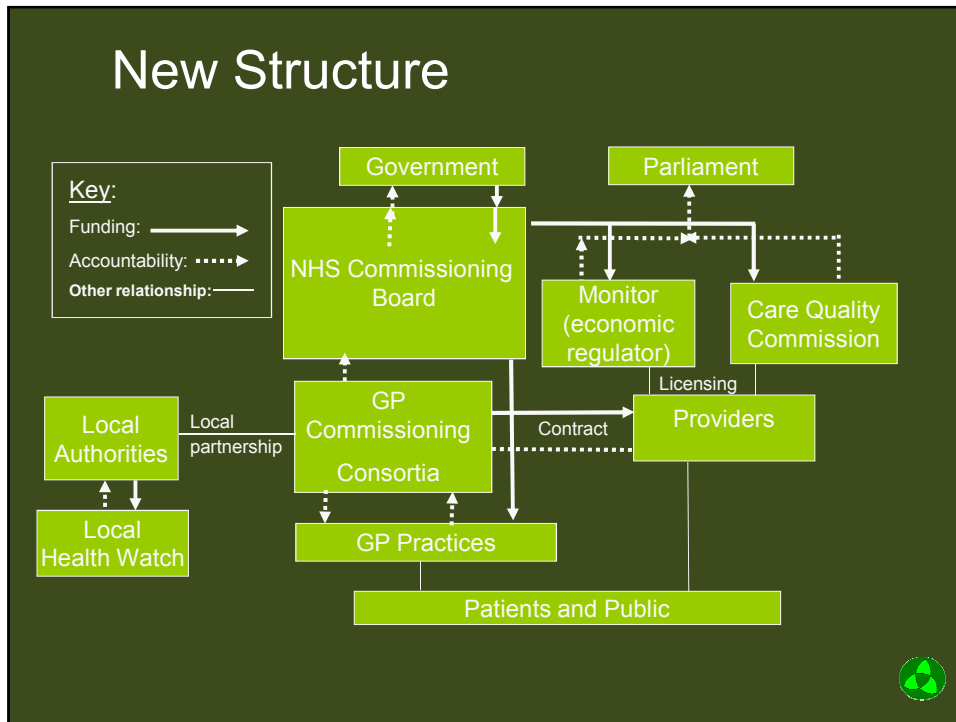 New Structure
Key:
Funding:
Accountability:
Other relationship:
Government
Parliament
NHS Commissioning
Board
Monitor
(economic
regulator)
Care Quality
Commission
Licensing
Local
Authorities
Local
partnership
GP
Commissioning
Consortia
Contract
Providers
Local
Health Watch
GP Practices
Patients and Public